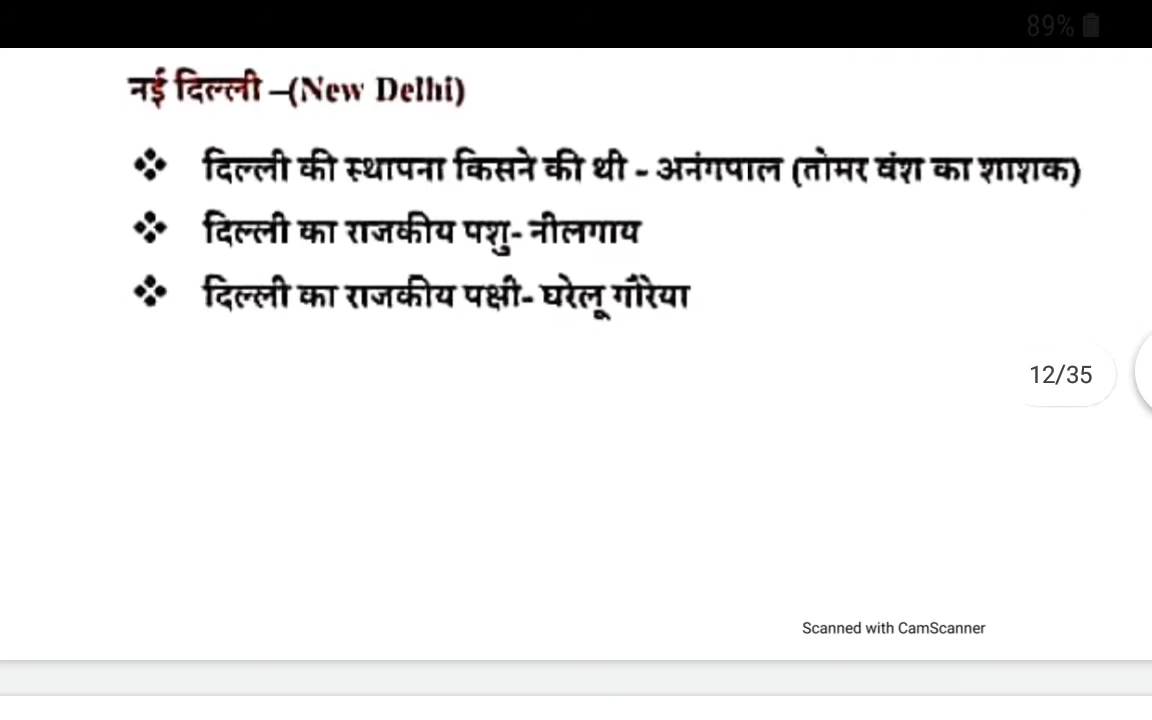 89%
नई दिल्ली –(New Delhi)
❖ दिल्ली की स्थापना किसने की थी - अनंगपाल (तोमर वंश का शाशक)
❖ दिल्ली का राजकीय पशु- नीलगाय
❖ दिल्ली का राजकीय पक्षी- घरेलू गौरेया
12/35
Scanned with CamScanner